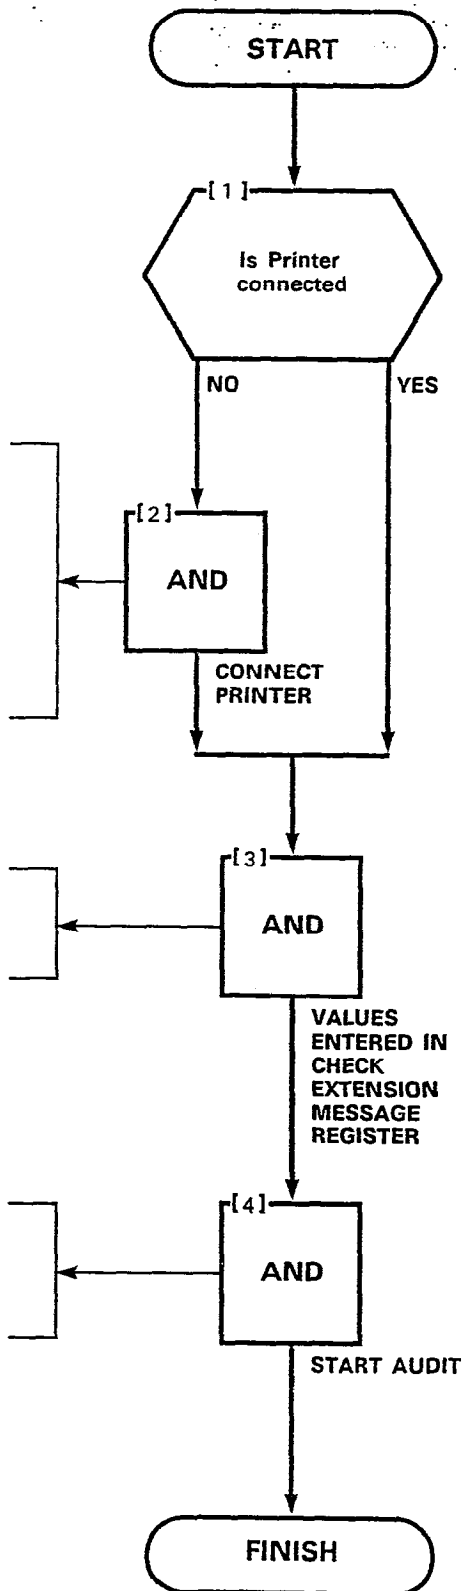 START
[1]
Is Printer
connected
NO
YES
[2]
AND
CONNECT
PRINTER
[3]
AND
VALUES
ENTERED IN
CHECK
EXTENSION
MESSAGE
REGISTER
[4]
AND
START AUDIT
FINISH